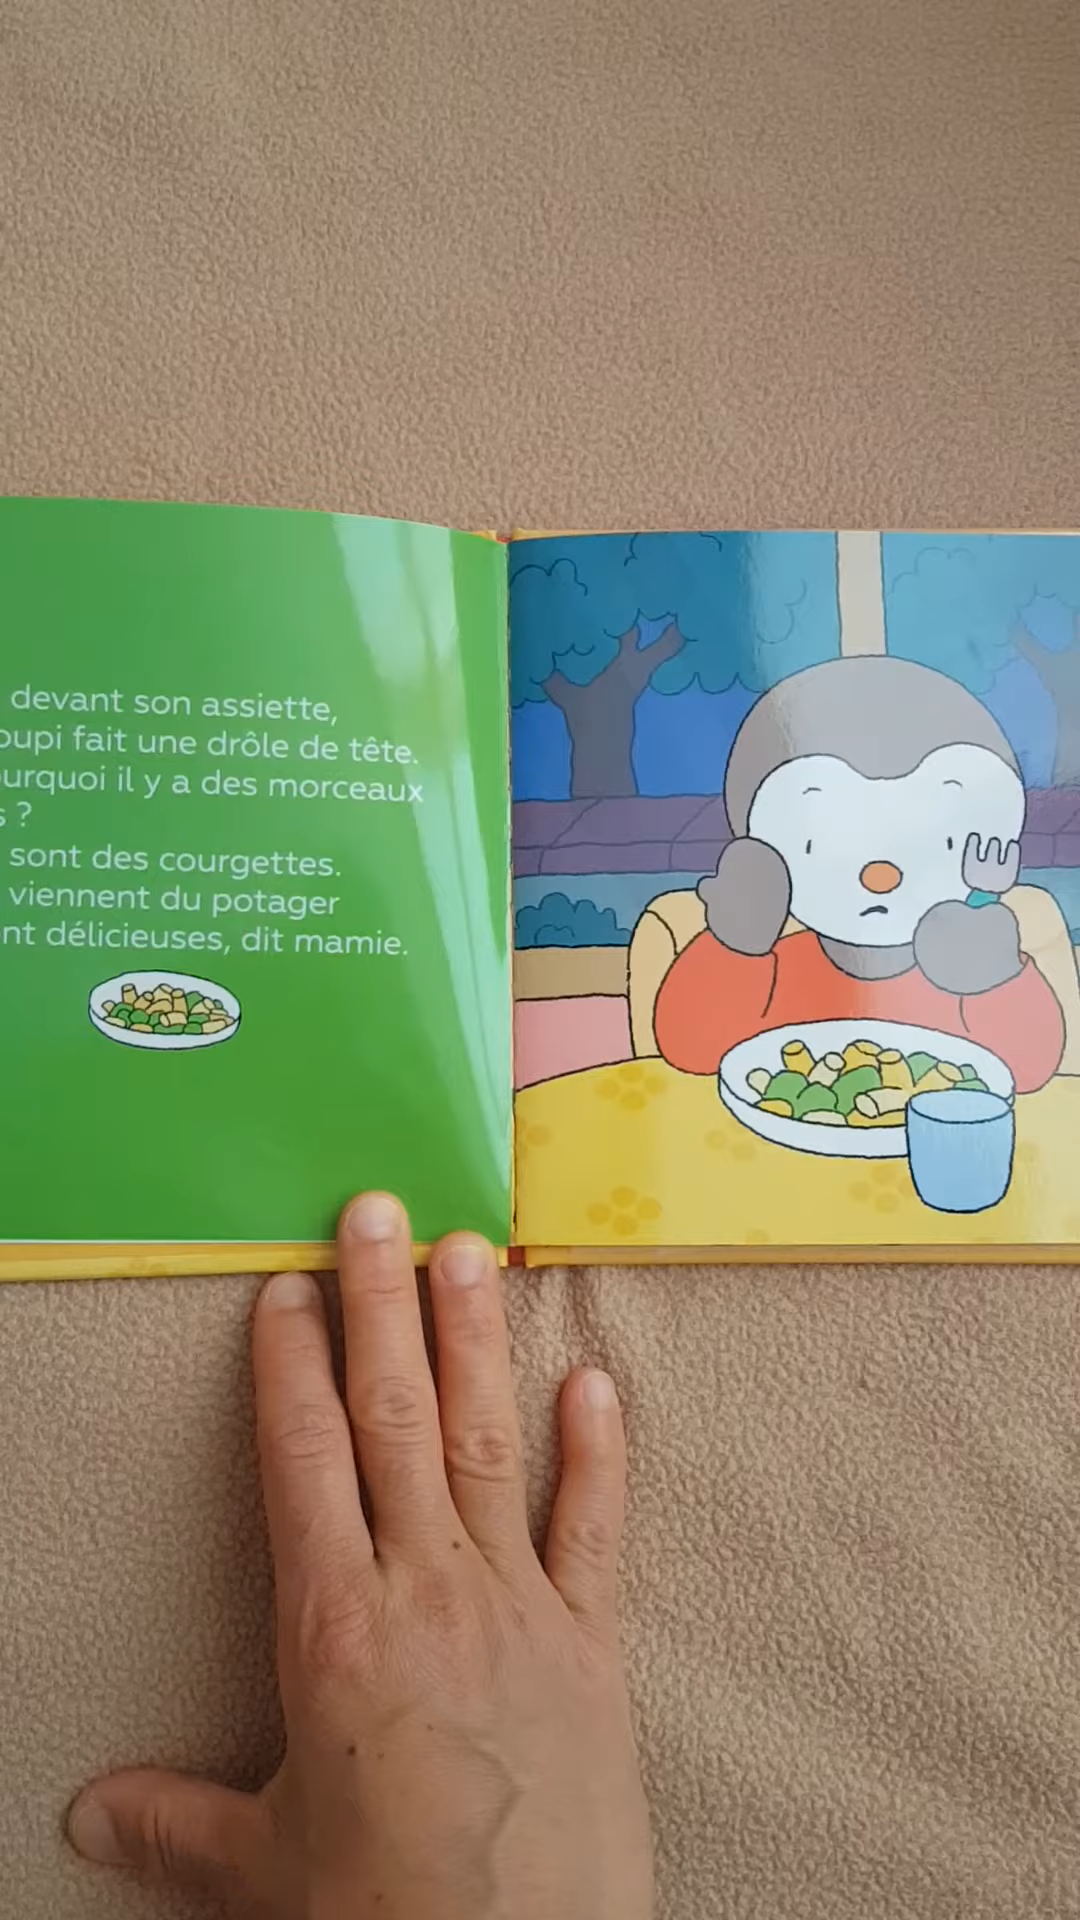 devant son assiette,
oupi fait une drôle de tête.
urquoi il y a des morceaux
s ?
sont des courgettes.
viennent du potager
nt délicieuses, dit mamie.